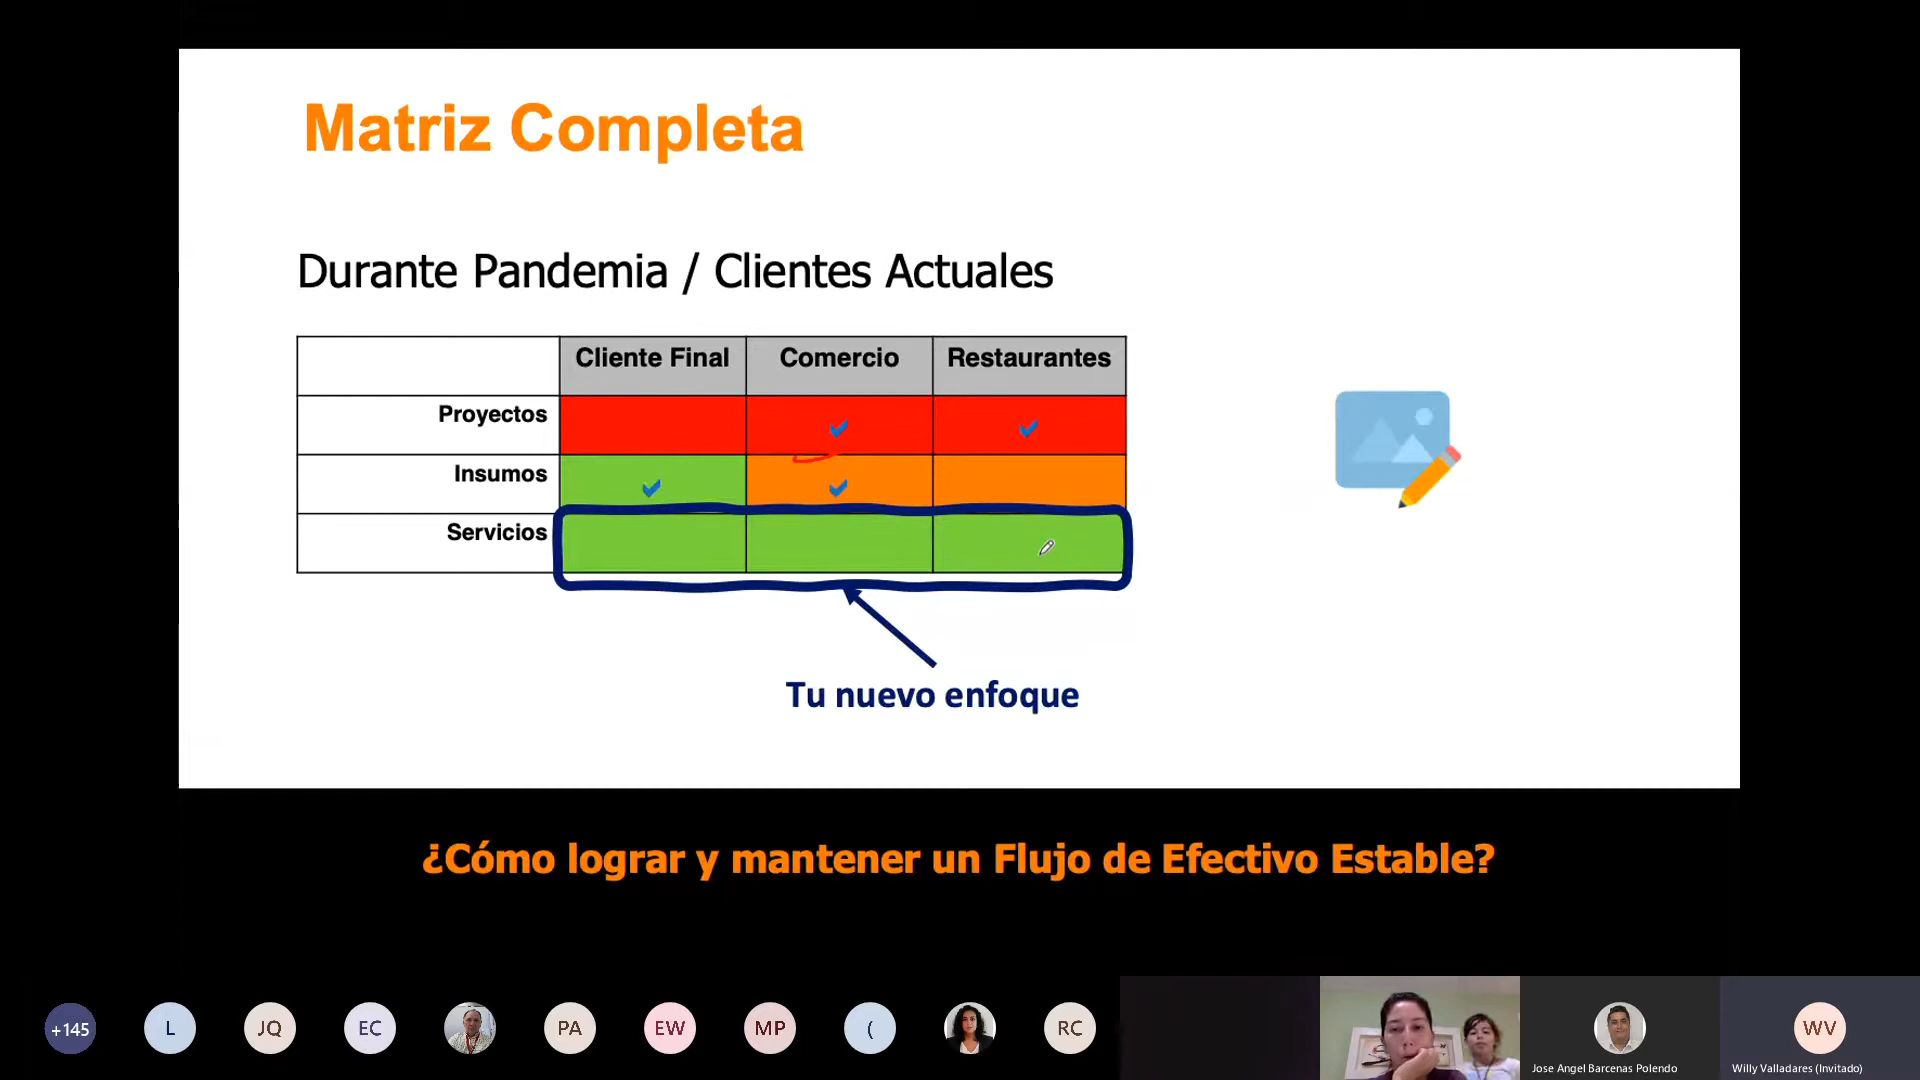 Matriz Completa
Durante Pandemia / Clientes Actuales
Cliente Final Comercio Restaurantes
Proyectos
Insumos
Servicios
Tu nuevo enfoque
¿Cómo lograr y mantener un Flujo de Efectivo Estable?
+145 L JQ EC PA EW MP ( RC WV
Jose Angel Barcenas Polendo Willy Valladares (Invitado)